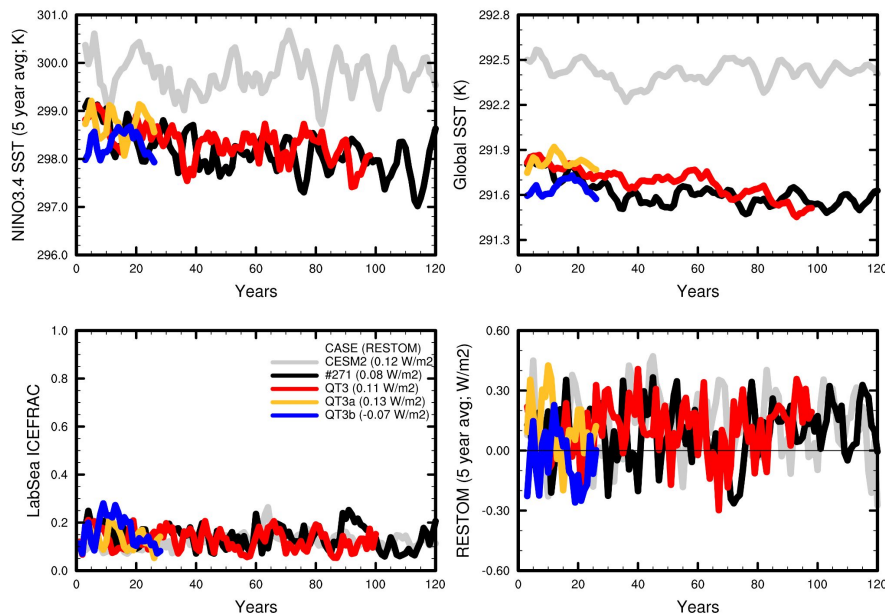 301.0
300.0
299.0
298.0
297.0
296.0
NINO3.4 SST (5 year avg; K)
0 20 40 60 80 100 120
Years
292.8
292.5
292.2
291.9
291.6
291.3
Global SST (K)
0 20 40 60 80 100 120
Years
1.0
0.8
0.6
0.4
0.2
0.0
LabSea ICEFRAC
CASE (RESTOM)
CESM2 (0.12 W/m2)
#271 (0.08 W/m2)
QT3 (0.11 W/m2)
QT3a (0.13 W/m2)
QT3b (-0.07 W/m2)
0 20 40 60 80 100 120
Years
0.60
0.30
0.00
-0.30
-0.60
RESTOM (5 year avg; W/m2)
0 20 40 60 80 100 120
Years